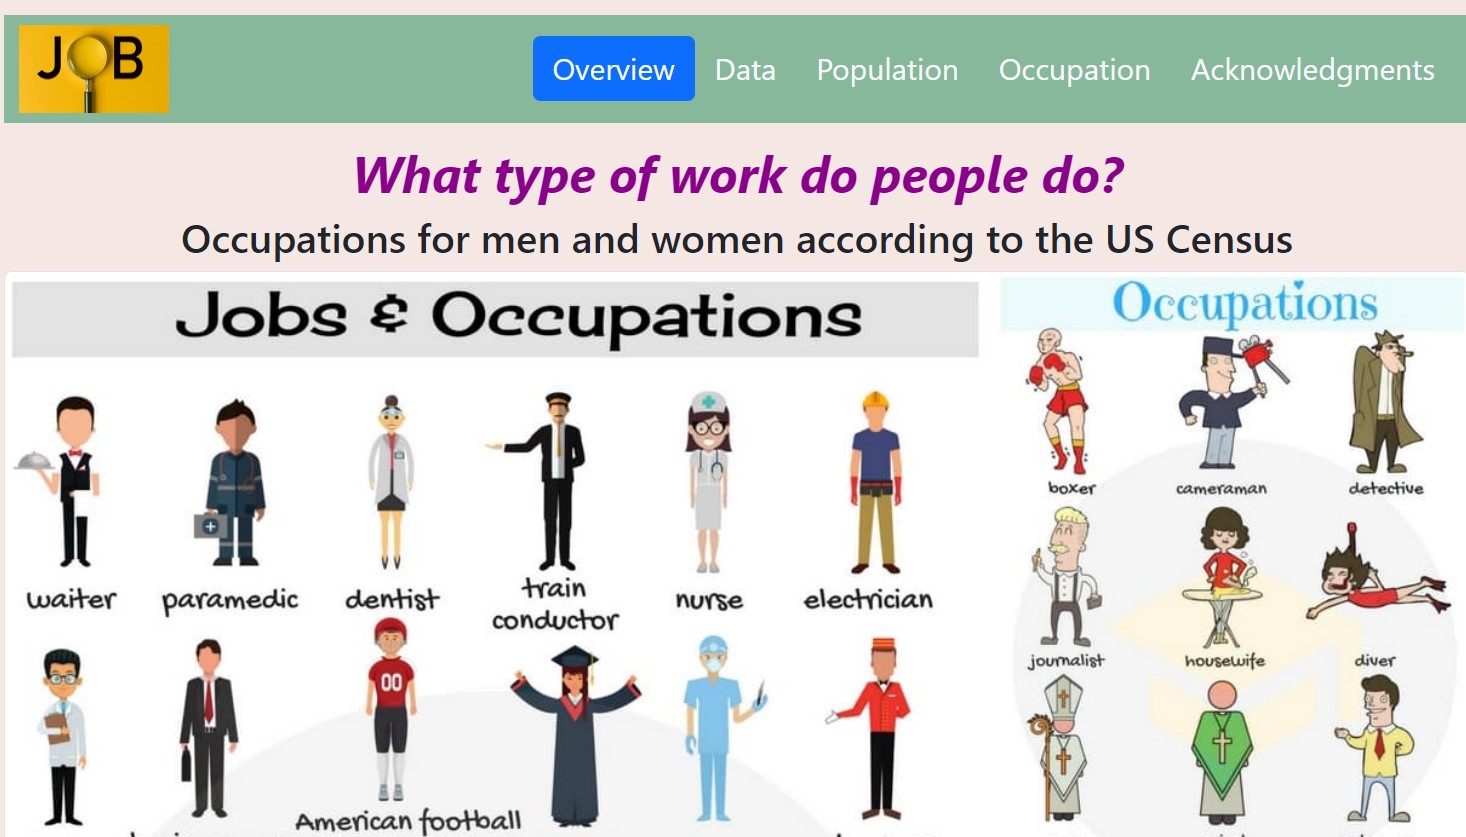 JOB
Overview Data Population Occupation Acknowledgments
What type of work do people do?
Occupations for men and women according to the US Census
Jobs & Occupations
waiter paramedic dentist train conductor nurse electrician
00
American football
Occupations
boxer cameraman detective
journalist housewife diver